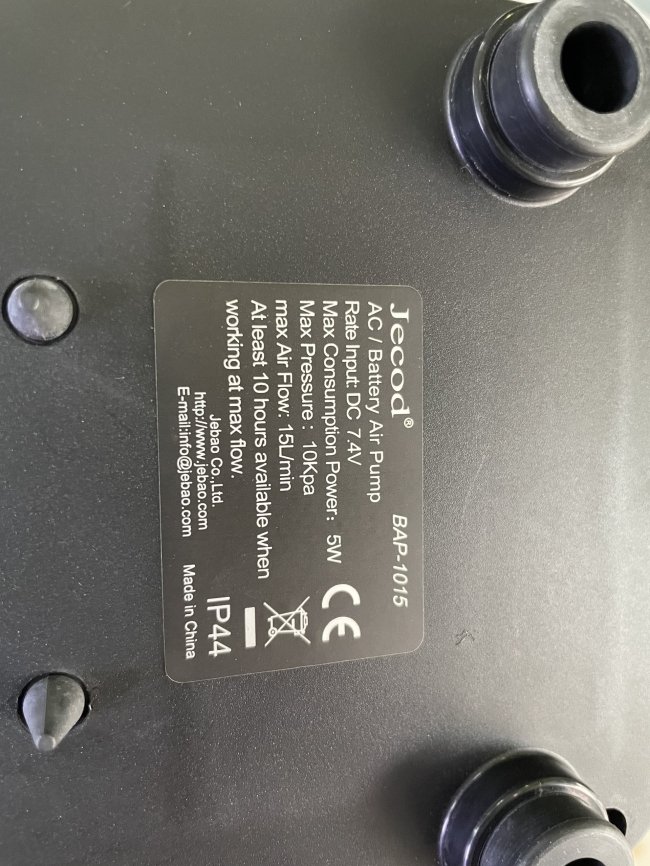 Jecod® BAP-1015
AC / Battery Air Pump
Rate Input: DC 7.4V
Max Consumption Power: 5W
Max Pressure : 10Kpa
max Air Flow: 15L/min
At least 10 hours available when
working at max flow.
CE
IP44
Jebao Co.,Ltd.
http://www.jebao.com
E-mail:info@jebao.com
Made in China